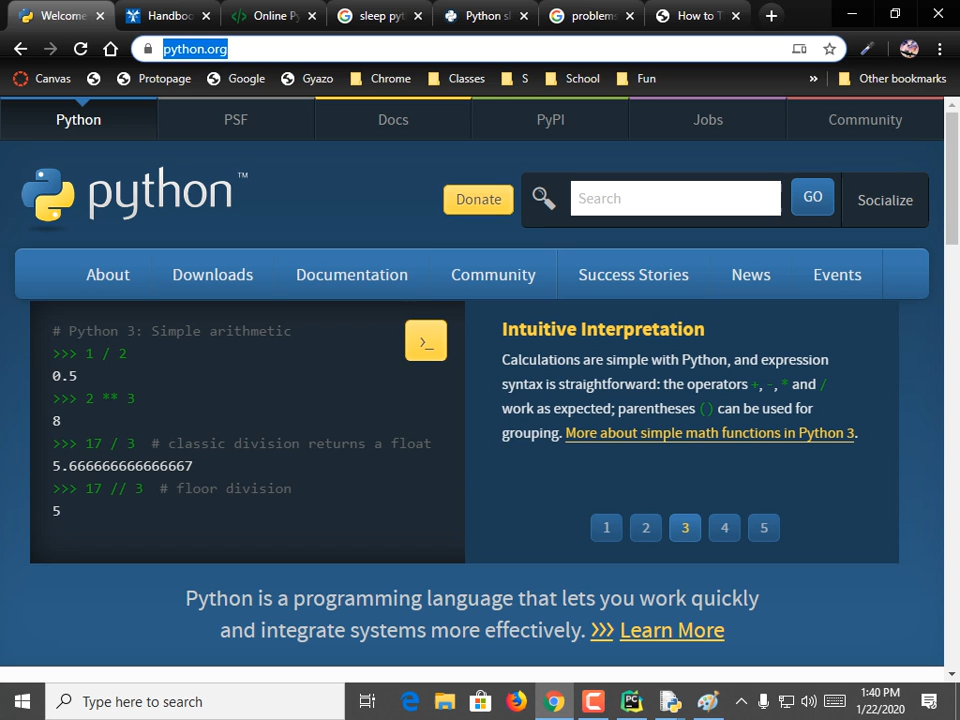 Welcome
Handboo
Online Py
sleep pyt
Python sl
problems
How to T
python.org
Canvas
Protopage
Google
Gyazo
Chrome
Classes
S
School
Fun
»
Other bookmarks
Python
PSF
Docs
PyPI
Jobs
Community
python™
Donate
Search
GO
Socialize
About
Downloads
Documentation
Community
Success Stories
News
Events
# Python 3: Simple arithmetic
>>> 1 / 2
0.5
>>> 2 ** 3
8
>>> 17 / 3  # classic division returns a float
5.666666666666667
>>> 17 // 3  # floor division
5
>_
Intuitive Interpretation
Calculations are simple with Python, and expression
syntax is straightforward: the operators +, -, * and /
work as expected; parentheses () can be used for
grouping. More about simple math functions in Python 3.
1 2 3 4 5
Python is a programming language that lets you work quickly
and integrate systems more effectively. >>> Learn More
Type here to search
PC
1:40 PM
1/22/2020